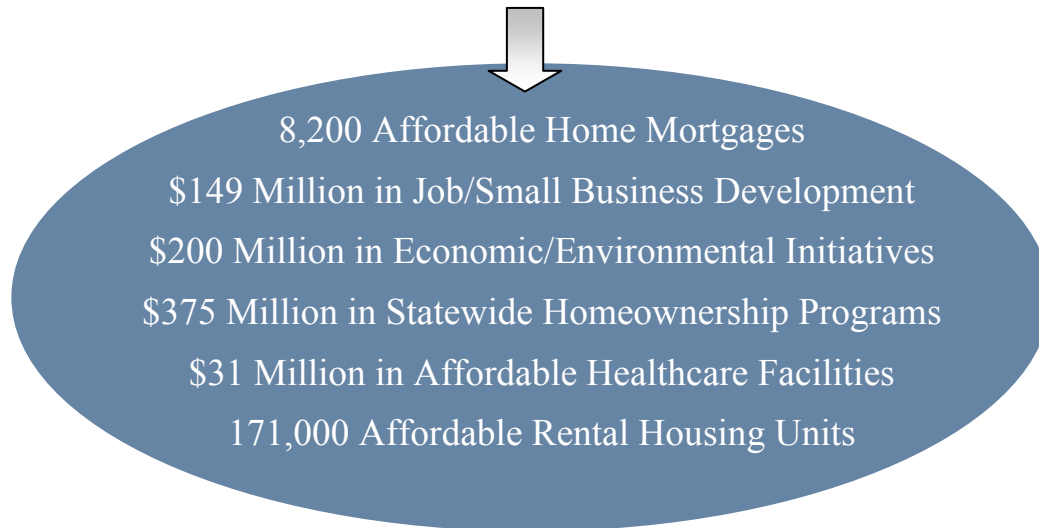 8,200 Affordable Home Mortgages
$149 Million in Job/Small Business Development
$200 Million in Economic/Environmental Initiatives
$375 Million in Statewide Homeownership Programs
$31 Million in Affordable Healthcare Facilities
171,000 Affordable Rental Housing Units